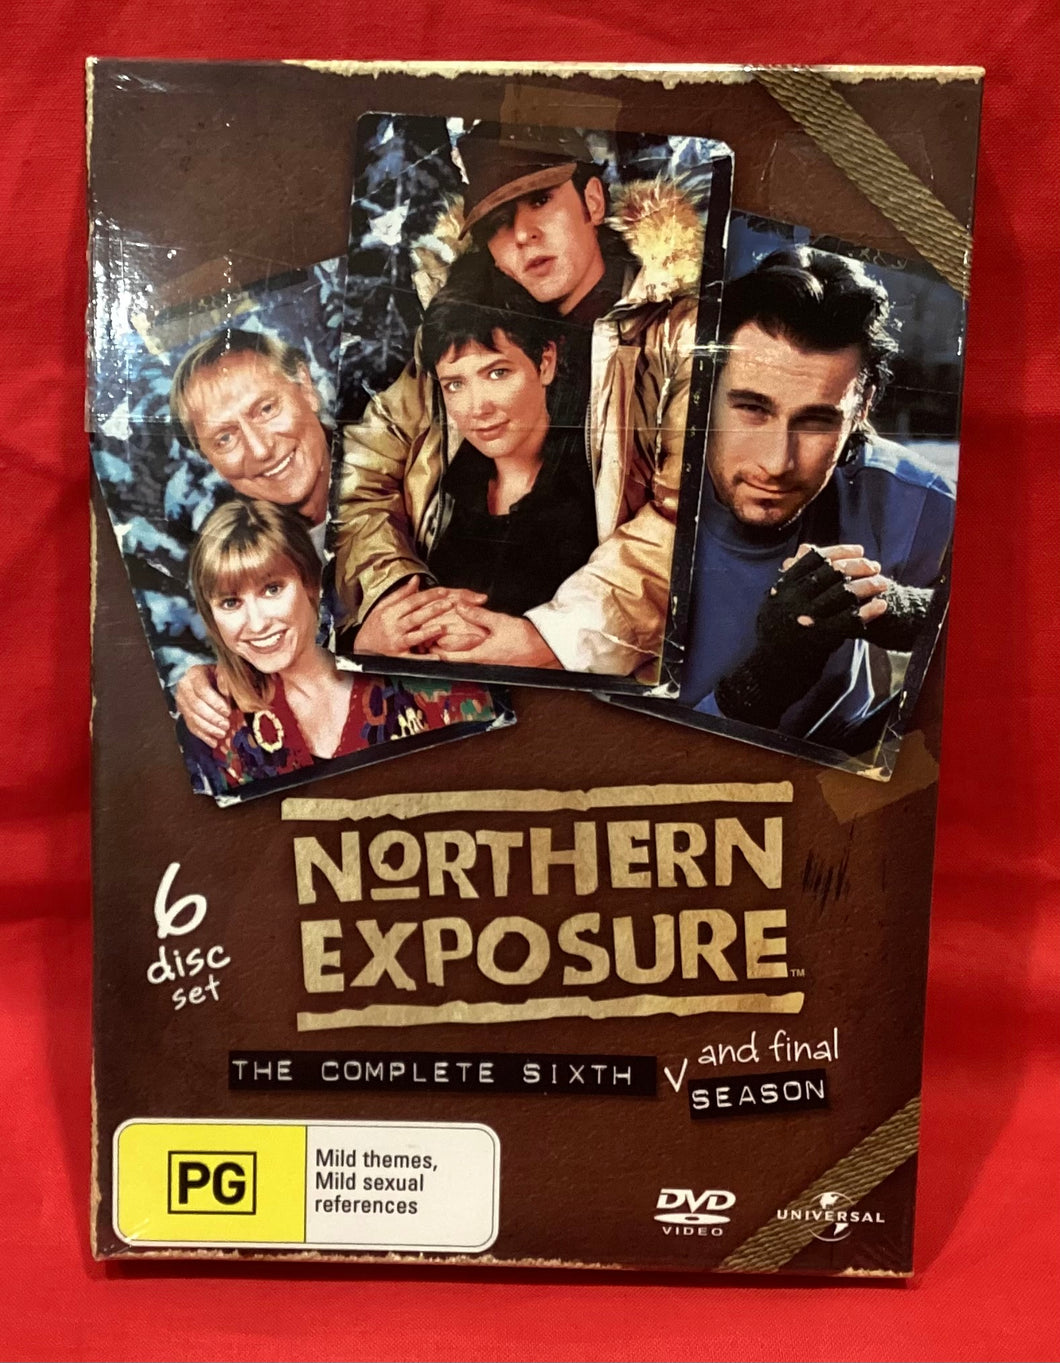 NORTHERN
EXPOSURE™
6
disc
set
THE COMPLETE SIXTH
and final
SEASON
PG
Mild themes,
Mild sexual
references
DVD
VIDEO
UNIVERSAL